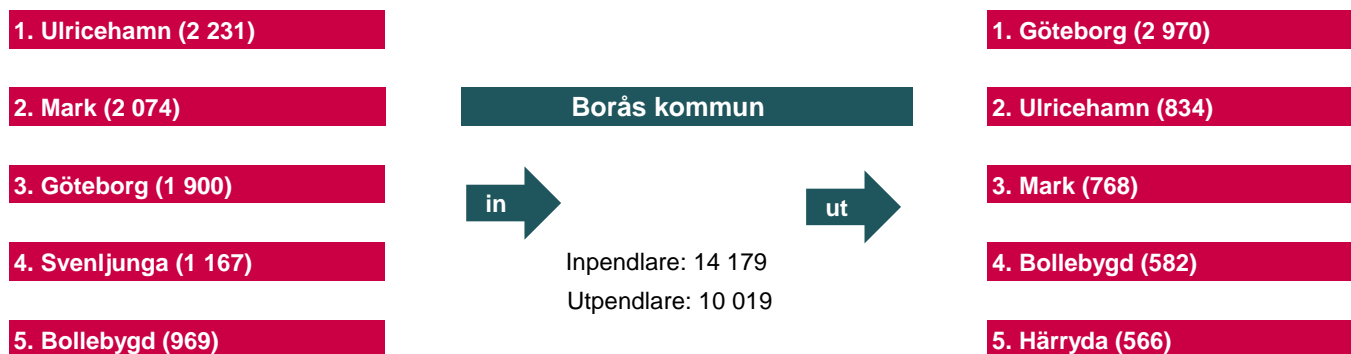 1. Ulricehamn (2 231)
2. Mark (2 074)
3. Göteborg (1 900)
4. Svenljunga (1 167)
5. Bollebygd (969)
Borås kommun
in
ut
Inpendlare: 14 179
Utpendlare: 10 019
1. Göteborg (2 970)
2. Ulricehamn (834)
3. Mark (768)
4. Bollebygd (582)
5. Härryda (566)